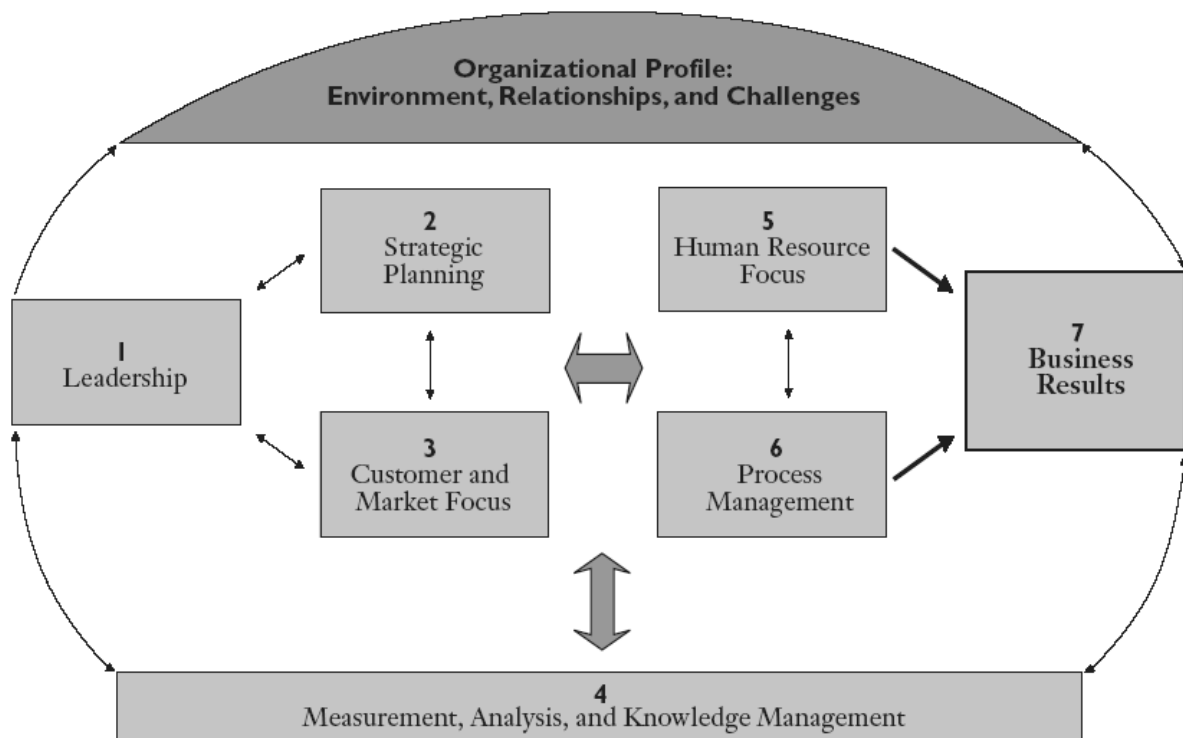 Organizational Profile:
Environment, Relationships, and Challenges
2
Strategic
Planning
5
Human Resource
Focus
1
Leadership
7
Business
Results
3
Customer and
Market Focus
6
Process
Management
4
Measurement, Analysis, and Knowledge Management